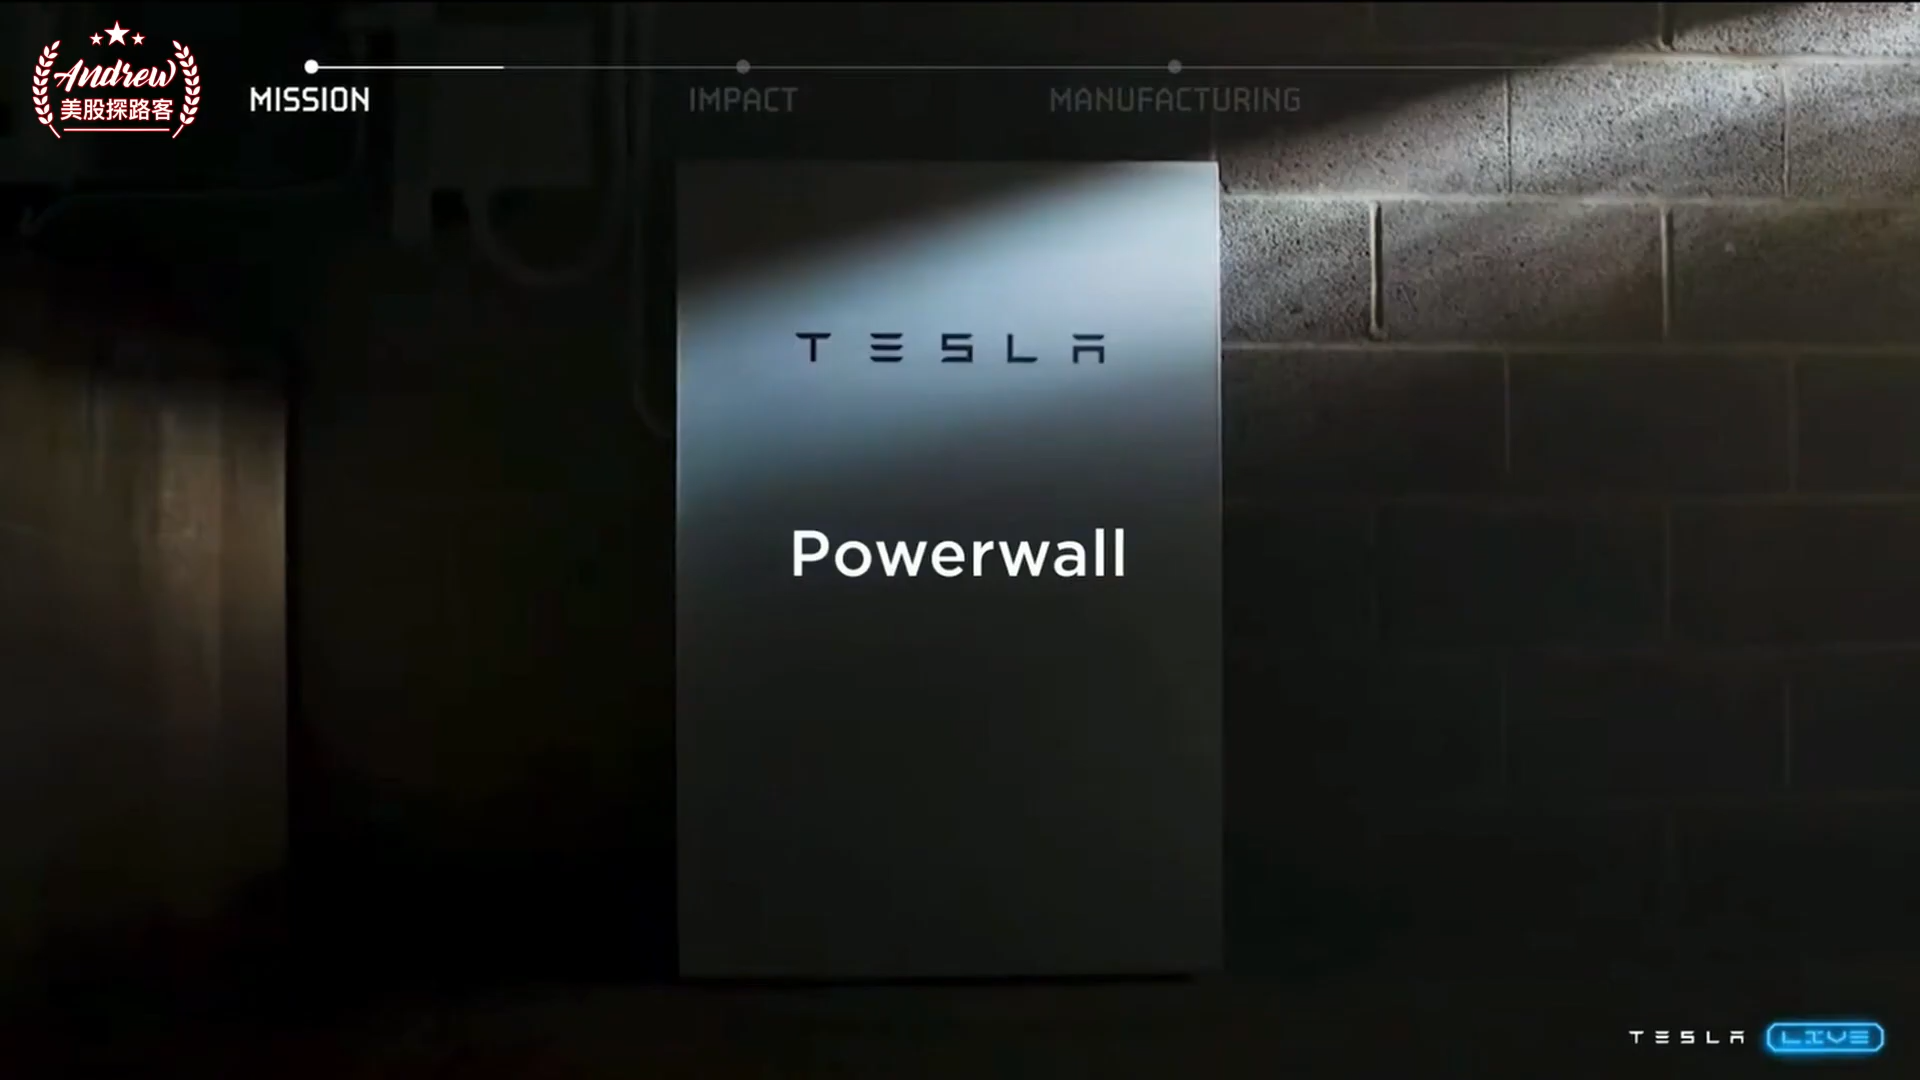 Andrew
美股探路客
MISSION
IMPACT
MANUFACTURING
TESLA
Powerwall
TESLA LIVE